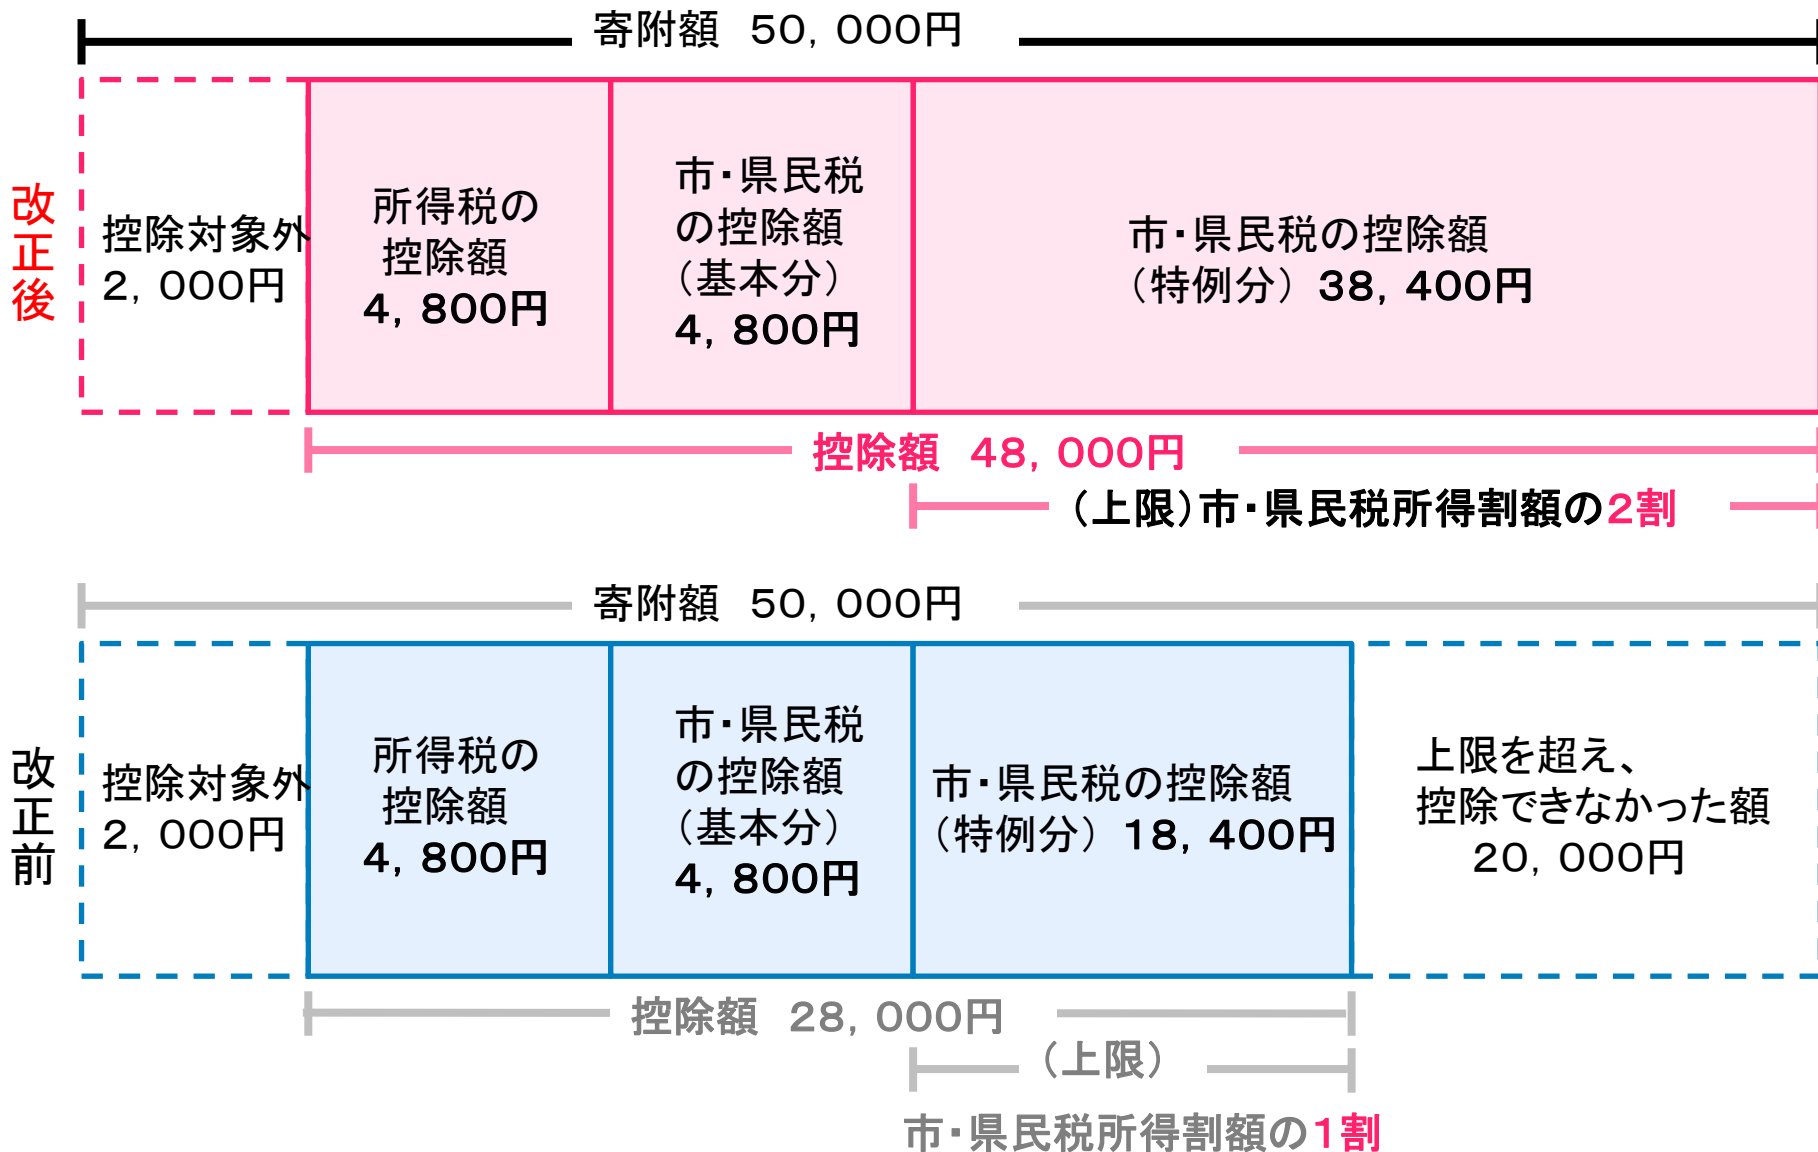 寄附額 50,000円
改正後
控除対象外
2,000円
所得税の
控除額
4,800円
市・県民税
の控除額
(基本分)
4,800円
市・県民税の控除額
(特例分)38,400円
控除額 48,000円
(上限)市・県民税所得割額の2割
寄附額 50,000円
改正前
控除対象外
2,000円
所得税の
控除額
4,800円
市・県民税
の控除額
(基本分)
4,800円
市・県民税の控除額
(特例分)18,400円
上限を超え、
控除できなかった額
20,000円
控除額 28,000円
(上限)
市・県民税所得割額の1割